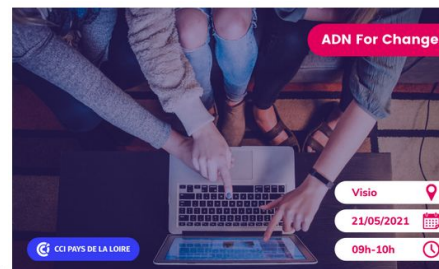 ADN For Change
Visio
21/05/2021
CCI PAYS DE LA LOIRE
09h-10h